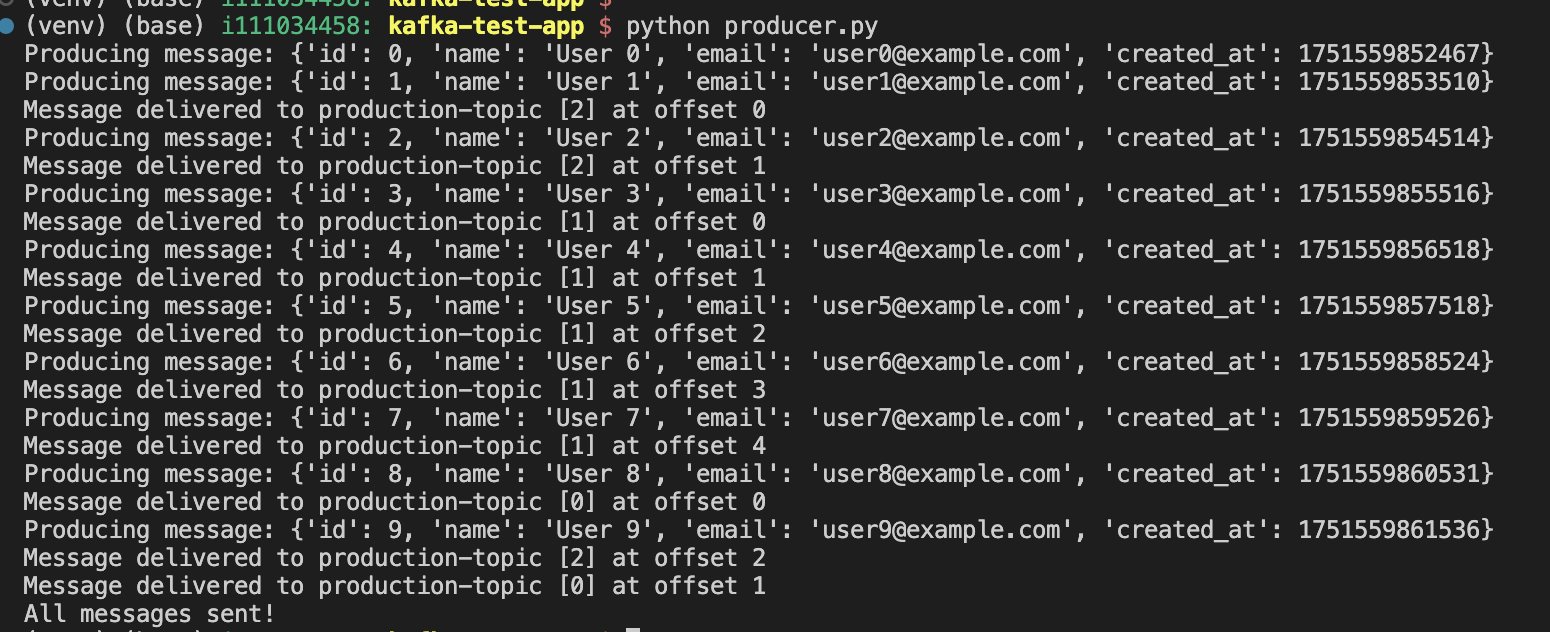 (venv) (base) i111034458: kafka-test-app $
(venv) (base) i111034458: kafka-test-app $ python producer.py
Producing message: {'id': 0, 'name': 'User 0', 'email': 'user0@example.com', 'created_at': 1751559852467}
Producing message: {'id': 1, 'name': 'User 1', 'email': 'user1@example.com', 'created_at': 1751559853510}
Message delivered to production-topic [2] at offset 0
Producing message: {'id': 2, 'name': 'User 2', 'email': 'user2@example.com', 'created_at': 1751559854514}
Message delivered to production-topic [2] at offset 1
Producing message: {'id': 3, 'name': 'User 3', 'email': 'user3@example.com', 'created_at': 1751559855516}
Message delivered to production-topic [1] at offset 0
Producing message: {'id': 4, 'name': 'User 4', 'email': 'user4@example.com', 'created_at': 1751559856518}
Message delivered to production-topic [1] at offset 1
Producing message: {'id': 5, 'name': 'User 5', 'email': 'user5@example.com', 'created_at': 1751559857518}
Message delivered to production-topic [1] at offset 2
Producing message: {'id': 6, 'name': 'User 6', 'email': 'user6@example.com', 'created_at': 1751559858524}
Message delivered to production-topic [1] at offset 3
Producing message: {'id': 7, 'name': 'User 7', 'email': 'user7@example.com', 'created_at': 1751559859526}
Message delivered to production-topic [1] at offset 4
Producing message: {'id': 8, 'name': 'User 8', 'email': 'user8@example.com', 'created_at': 1751559860531}
Message delivered to production-topic [0] at offset 0
Producing message: {'id': 9, 'name': 'User 9', 'email': 'user9@example.com', 'created_at': 1751559861536}
Message delivered to production-topic [2] at offset 2
Message delivered to production-topic [0] at offset 1
All messages sent!